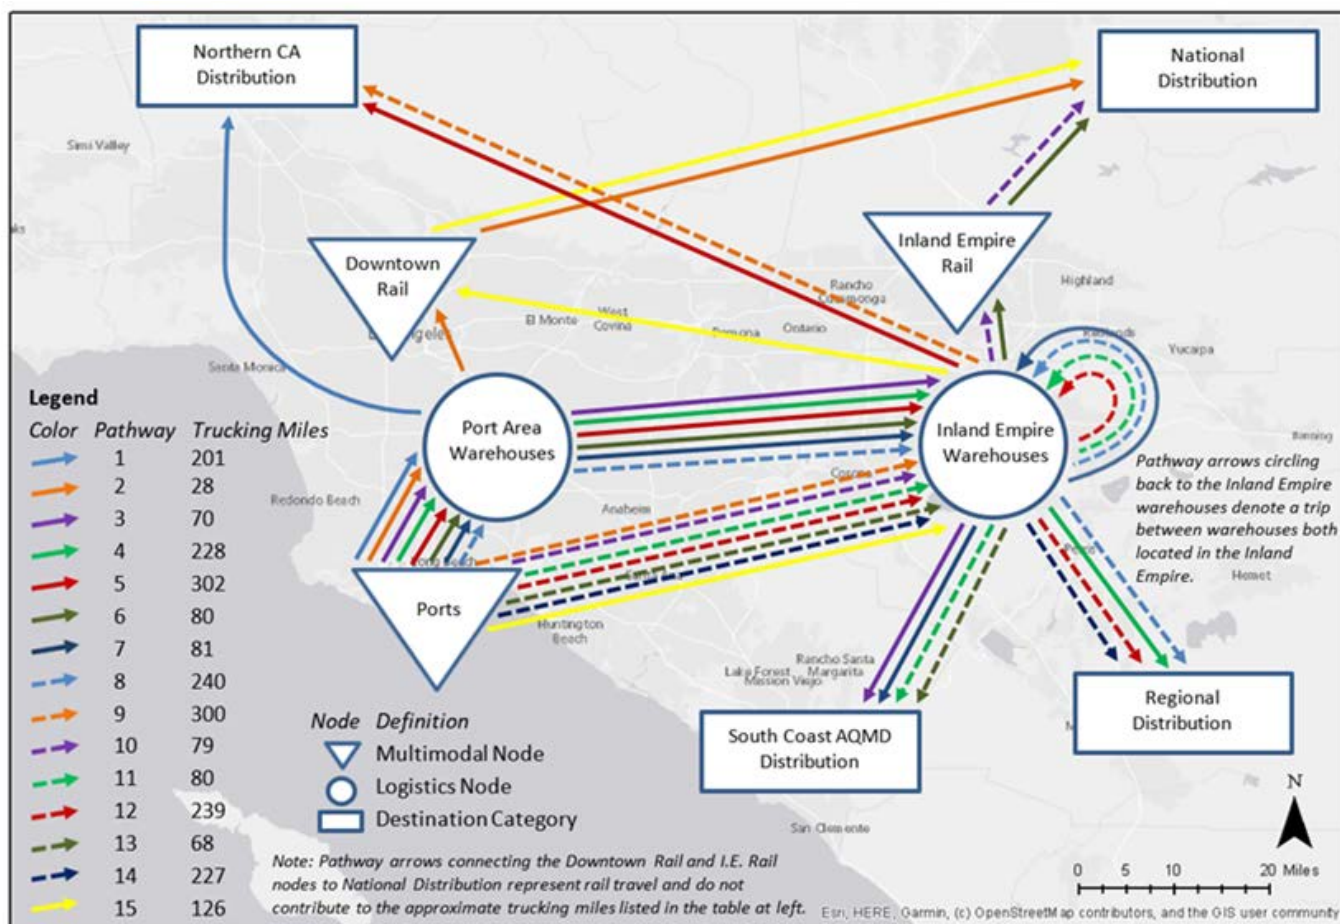 Northern CA
Distribution
National
Distribution
Simi Valley
Downtown
Rail
Inland Empire
Rail
Highland
Rancho
El Monte
West
Covina
Pomona
Ontario
Redlands
Yucaipa
Santa Monica
Port Area
Warehouses
Inland Empire
Warehouses
Banning
Legend
Color Pathway Trucking Miles
1 201
2 28
3 70
4 228
5 302
6 80
7 81
8 240
9 300
10 79
11 80
12 239
13 68
14 227
15 126
Redondo Beach
Anaheim
Corona
Pathway arrows circling
back to the Inland Empire
warehouses denote a trip
between warehouses both
located in the Inland
Empire.
Long Beach
Perris
Hemet
Ports
Huntington
Beach
Lake Forest
Mission Viejo
Rancho Santa
Margarita
South Coast AQMD
Distribution
Regional
Distribution
Node Definition
Multimodal Node
Logistics Node
Destination Category
San Clemente
N
0 5 10 20 Miles
Note: Pathway arrows connecting the Downtown Rail and I.E. Rail
nodes to National Distribution represent rail travel and do not
contribute to the approximate trucking miles listed in the table at left.
Esri, HERE, Garmin, (c) OpenStreetMap contributors, and the GIS user community